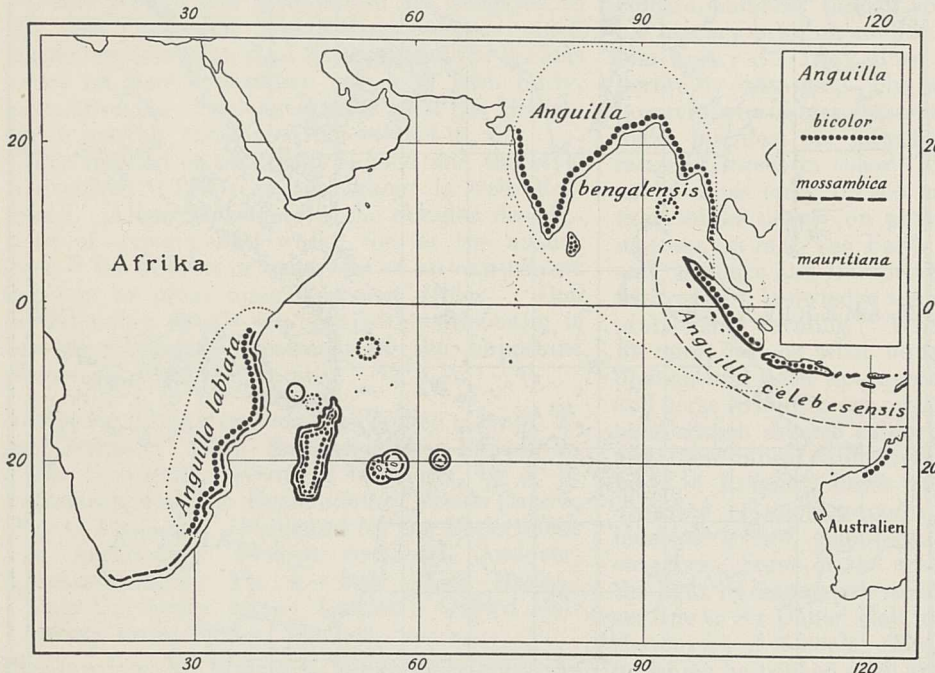 30 60 90 120
Anguilla
bicolor
mossambica
mauritiana
Anguilla
bengalensis
20
20
Afrika
0
0
Anguilla labiata
Anguilla celebesensis
20
20
Australien
30 60 90 120